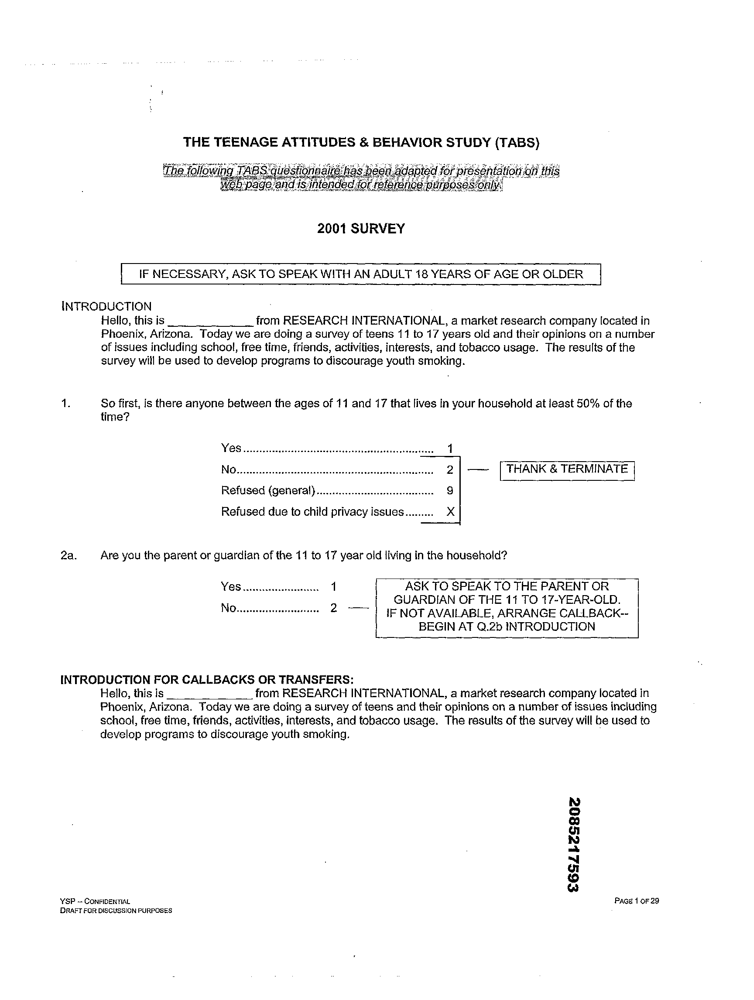 THE TEENAGE ATTITUDES & BEHAVIOR STUDY (TABS)
The following TABS questionnaire has been adapted for presentation on this
web page and is intended for reference purposes only.
2001 SURVEY
IF NECESSARY, ASK TO SPEAK WITH AN ADULT 18 YEARS OF AGE OR OLDER
INTRODUCTION
Hello, this is _____________ from RESEARCH INTERNATIONAL, a market research company located in
Phoenix, Arizona. Today we are doing a survey of teens 11 to 17 years old and their opinions on a number
of issues including school, free time, friends, activities, interests, and tobacco usage. The results of the
survey will be used to develop programs to discourage youth smoking.
1. So first, is there anyone between the ages of 11 and 17 that lives in your household at least 50% of the
time?
Yes ............................................................ 1
No.............................................................. 2 — THANK & TERMINATE
Refused (general)..................................... 9
Refused due to child privacy issues......... X
2a. Are you the parent or guardian of the 11 to 17 year old living in the household?
Yes ........................ 1 ASK TO SPEAK TO THE PARENT OR
GUARDIAN OF THE 11 TO 17-YEAR-OLD.
No.......................... 2 — IF NOT AVAILABLE, ARRANGE CALLBACK--
BEGIN AT Q.2b INTRODUCTION
INTRODUCTION FOR CALLBACKS OR TRANSFERS:
Hello, this is _____________ from RESEARCH INTERNATIONAL, a market research company located in
Phoenix, Arizona. Today we are doing a survey of teens and their opinions on a number of issues including
school, free time, friends, activities, interests, and tobacco usage. The results of the survey will be used to
develop programs to discourage youth smoking.
2085217593
YSP -- CONFIDENTIAL PAGE 1 OF 29
DRAFT FOR DISCUSSION PURPOSES